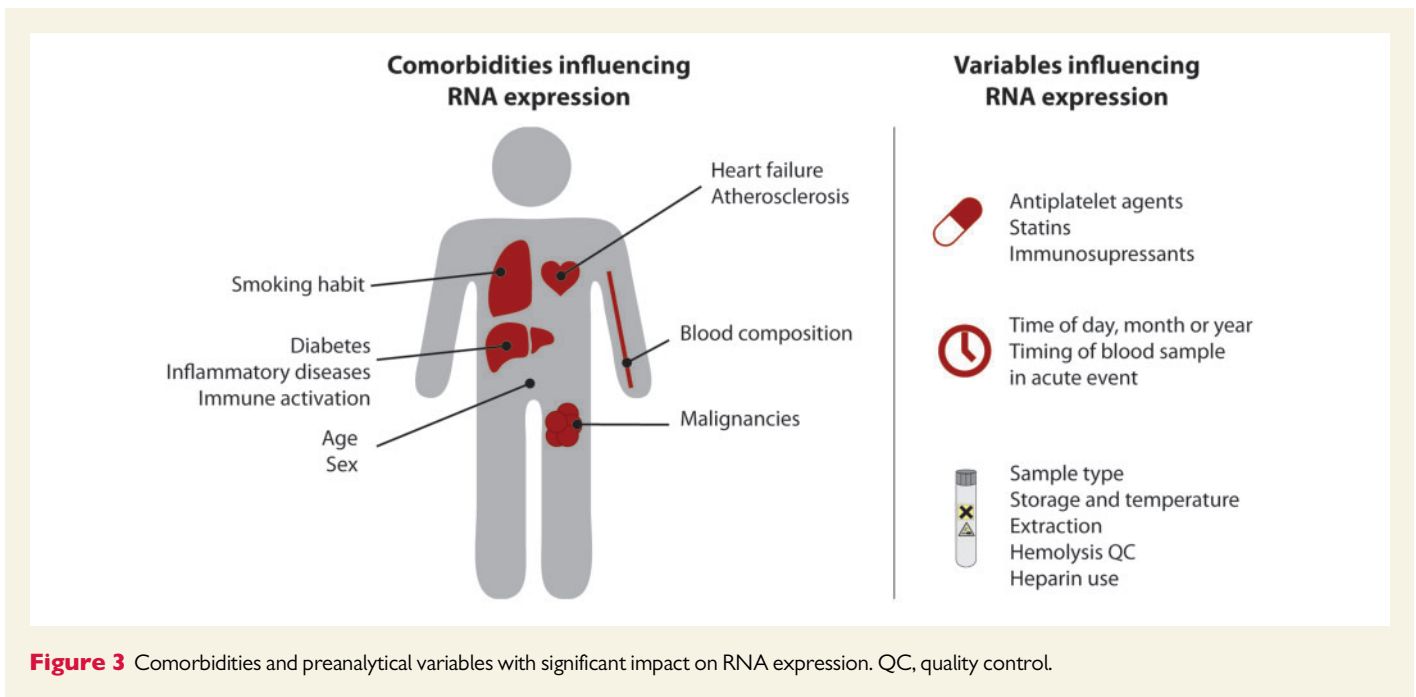 Comorbidities influencing
RNA expression
Heart failure
Atherosclerosis
Smoking habit
Diabetes
Inflammatory diseases
Immune activation
Blood composition
Age
Sex
Malignancies
Variables influencing
RNA expression
Antiplatelet agents
Statins
Immunosupressants
Time of day, month or year
Timing of blood sample
in acute event
Sample type
Storage and temperature
Extraction
Hemolysis QC
Heparin use
Figure 3 Comorbidities and preanalytical variables with significant impact on RNA expression. QC, quality control.